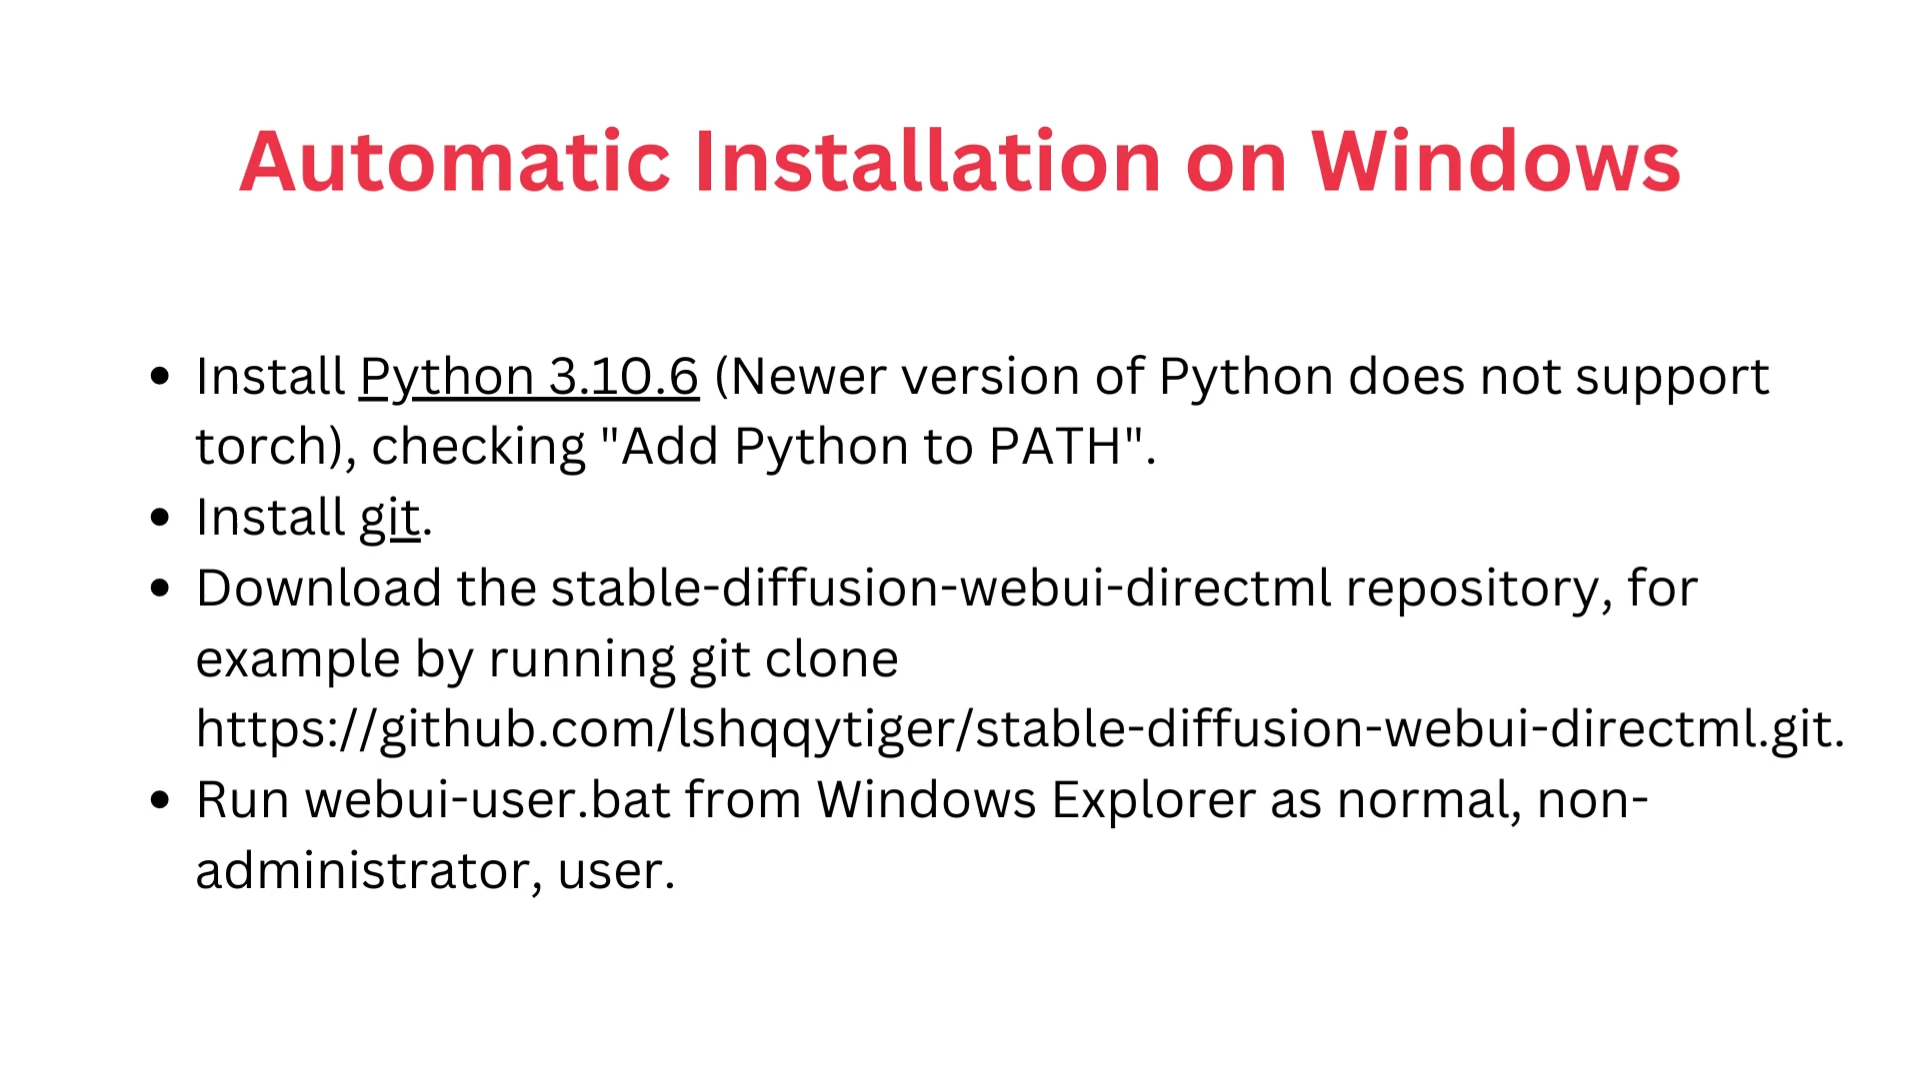 Automatic Installation on Windows
• Install Python 3.10.6 (Newer version of Python does not support
torch), checking "Add Python to PATH".
• Install git.
• Download the stable-diffusion-webui-directml repository, for
example by running git clone
https://github.com/lshqqytiger/stable-diffusion-webui-directml.git.
• Run webui-user.bat from Windows Explorer as normal, non-
administrator, user.